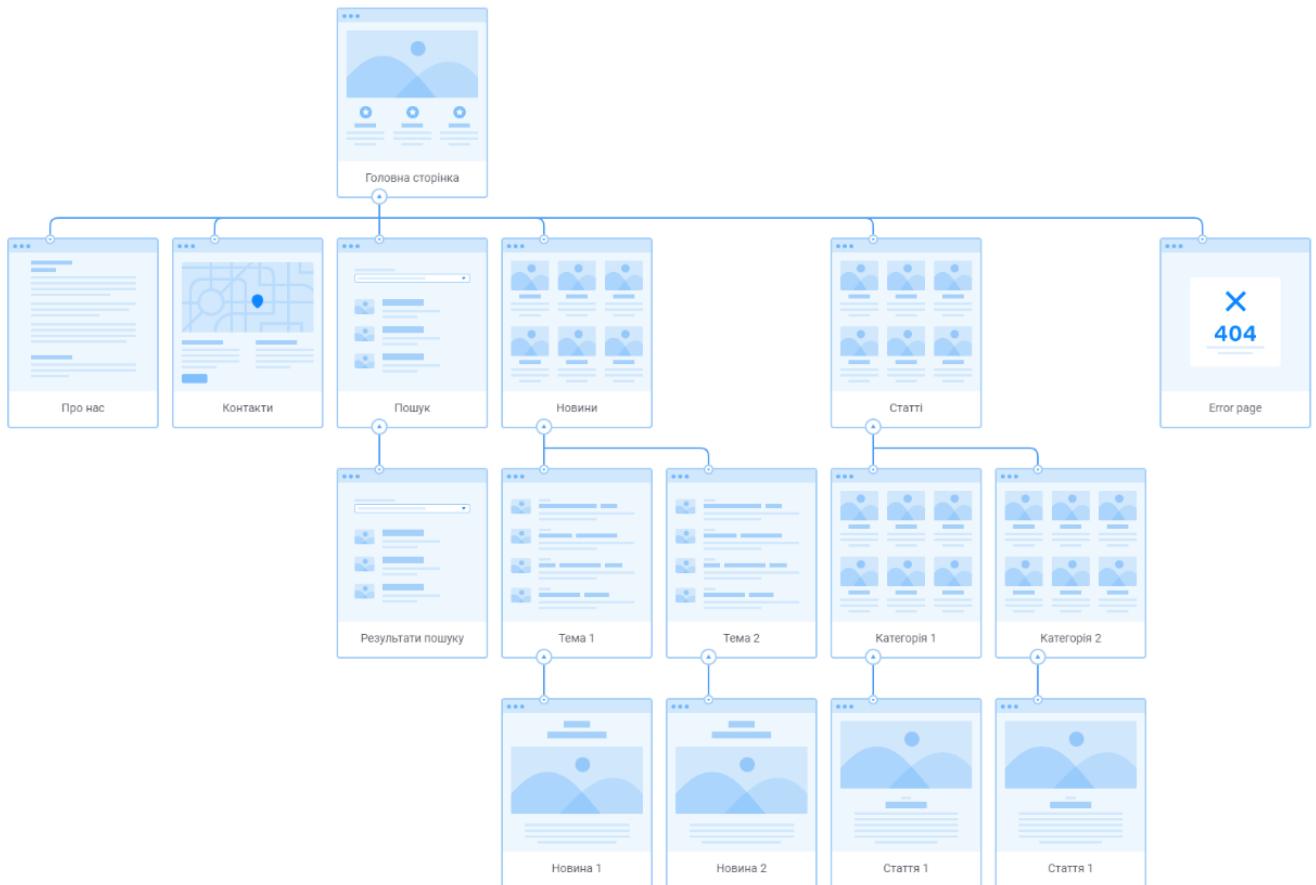 Головна сторінка
Про нас
Контакти
Пошук
Новини
Статті
404
Error page
Результати пошуку
Тема 1
Тема 2
Категорія 1
Категорія 2
Новина 1
Новина 2
Стаття 1
Стаття 1